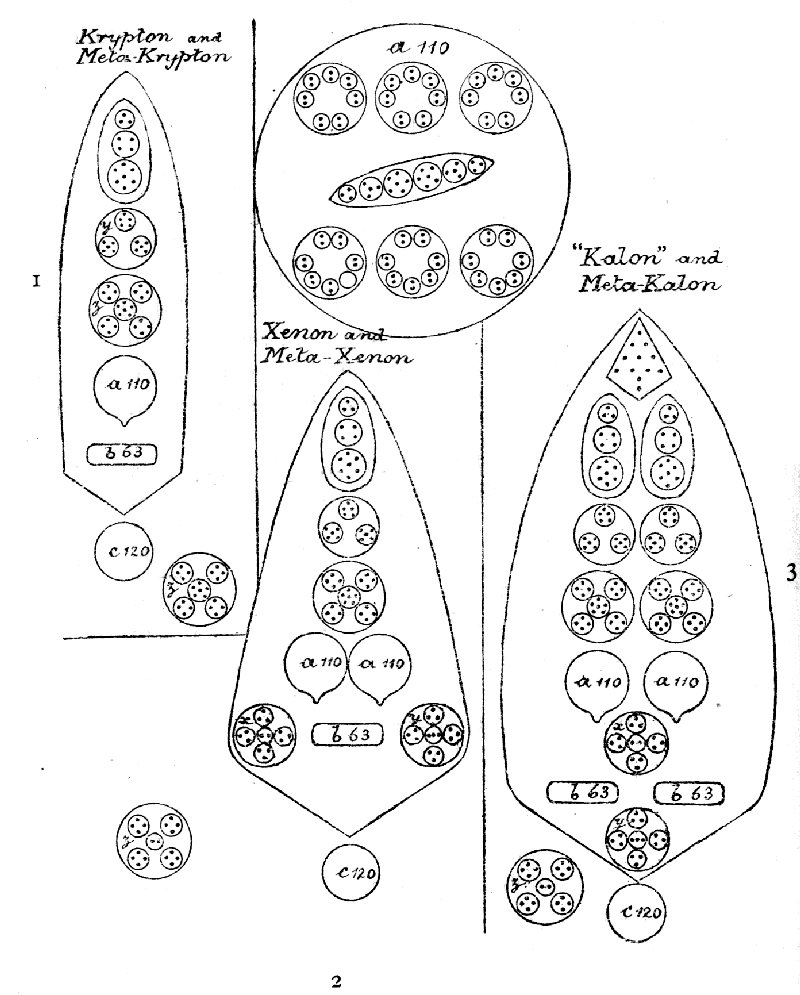 Krypton and
Meta-Krypton
y
z
a 110
b 63
c 120
z
1
a 110
Xenon and
Meta-Xenon
a 110 a 110
x
b 63
y
c 120
z
2
"Kalon" and
Meta-Kalon
a 110 a 110
x
b 63 b 63
y
z
c 120
3